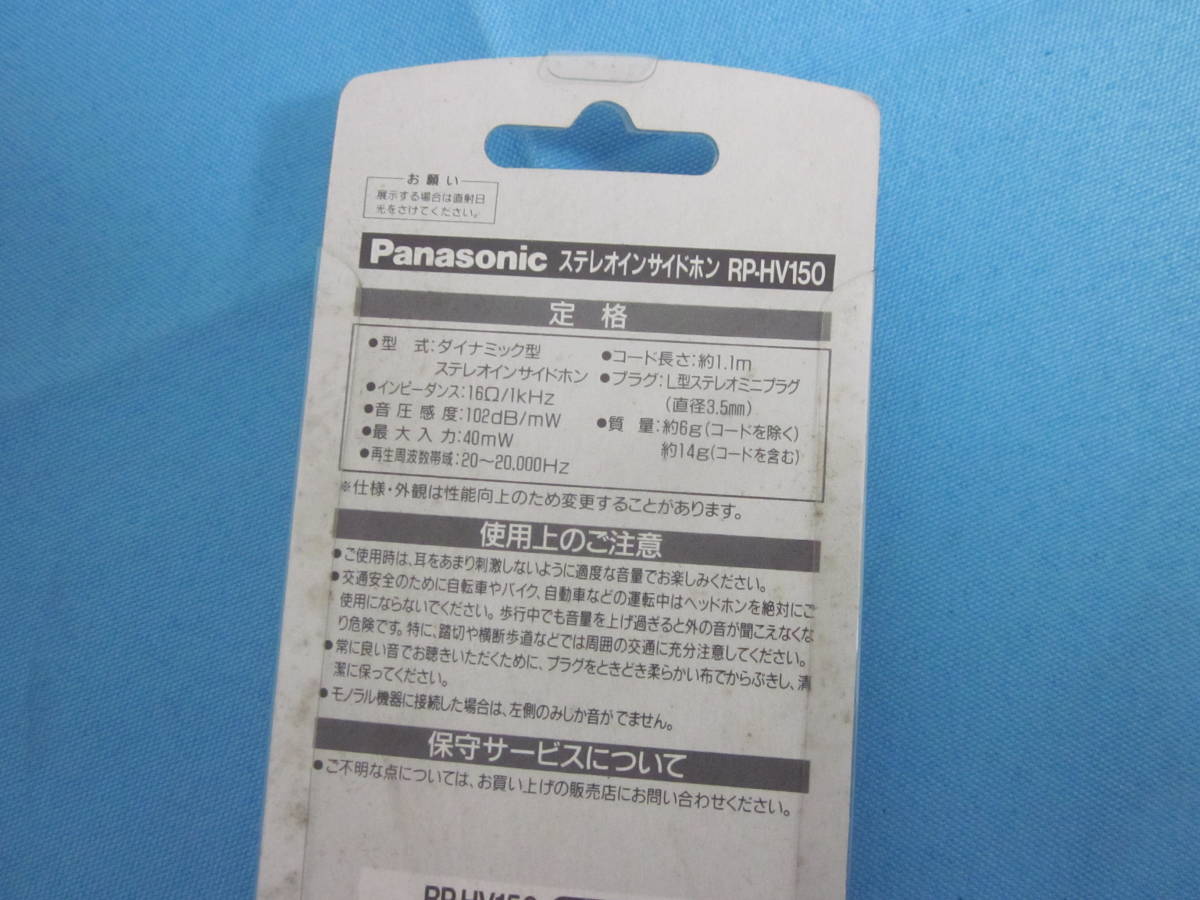 お願い
展示する場合は直射日
光をさけてください。
Panasonic ステレオインサイドホン RP-HV150
定 格
●型 式:ダイナミック型
ステレオインサイドホン
●インピーダンス:16Ω/1kHz
●音圧感度:102dB/mW
●最大入力:40mW
●再生周波数帯域:20〜20,000Hz
●コード長さ:約1.1m
●プラグ:L型ステレオミニプラグ
(直径3.5mm)
●質 量:約6g(コードを除く)
約14g(コードを含む)
※仕様・外観は性能向上のため変更することがあります。
使用上のご注意
●ご使用時は、耳をあまり刺激しないように適度な音量でお楽しみください。
●交通安全のために自転車やバイク、自動車などの運転中はヘッドホンを絶対にご
使用にならないでください。歩行中でも音量を上げ過ぎると外の音が聞こえなくな
り危険です。特に、踏切や横断歩道などでは周囲の交通に充分注意してください。
●常に良い音でお聴きいただくために、プラグをときどき柔らかい布でからぶきし、清
潔に保ってください。
●モノラル機器に接続した場合は、左側のみしか音がでません。
保守サービスについて
●ご不明な点については、お買い上げの販売店にお問い合わせください。
RP-HV150